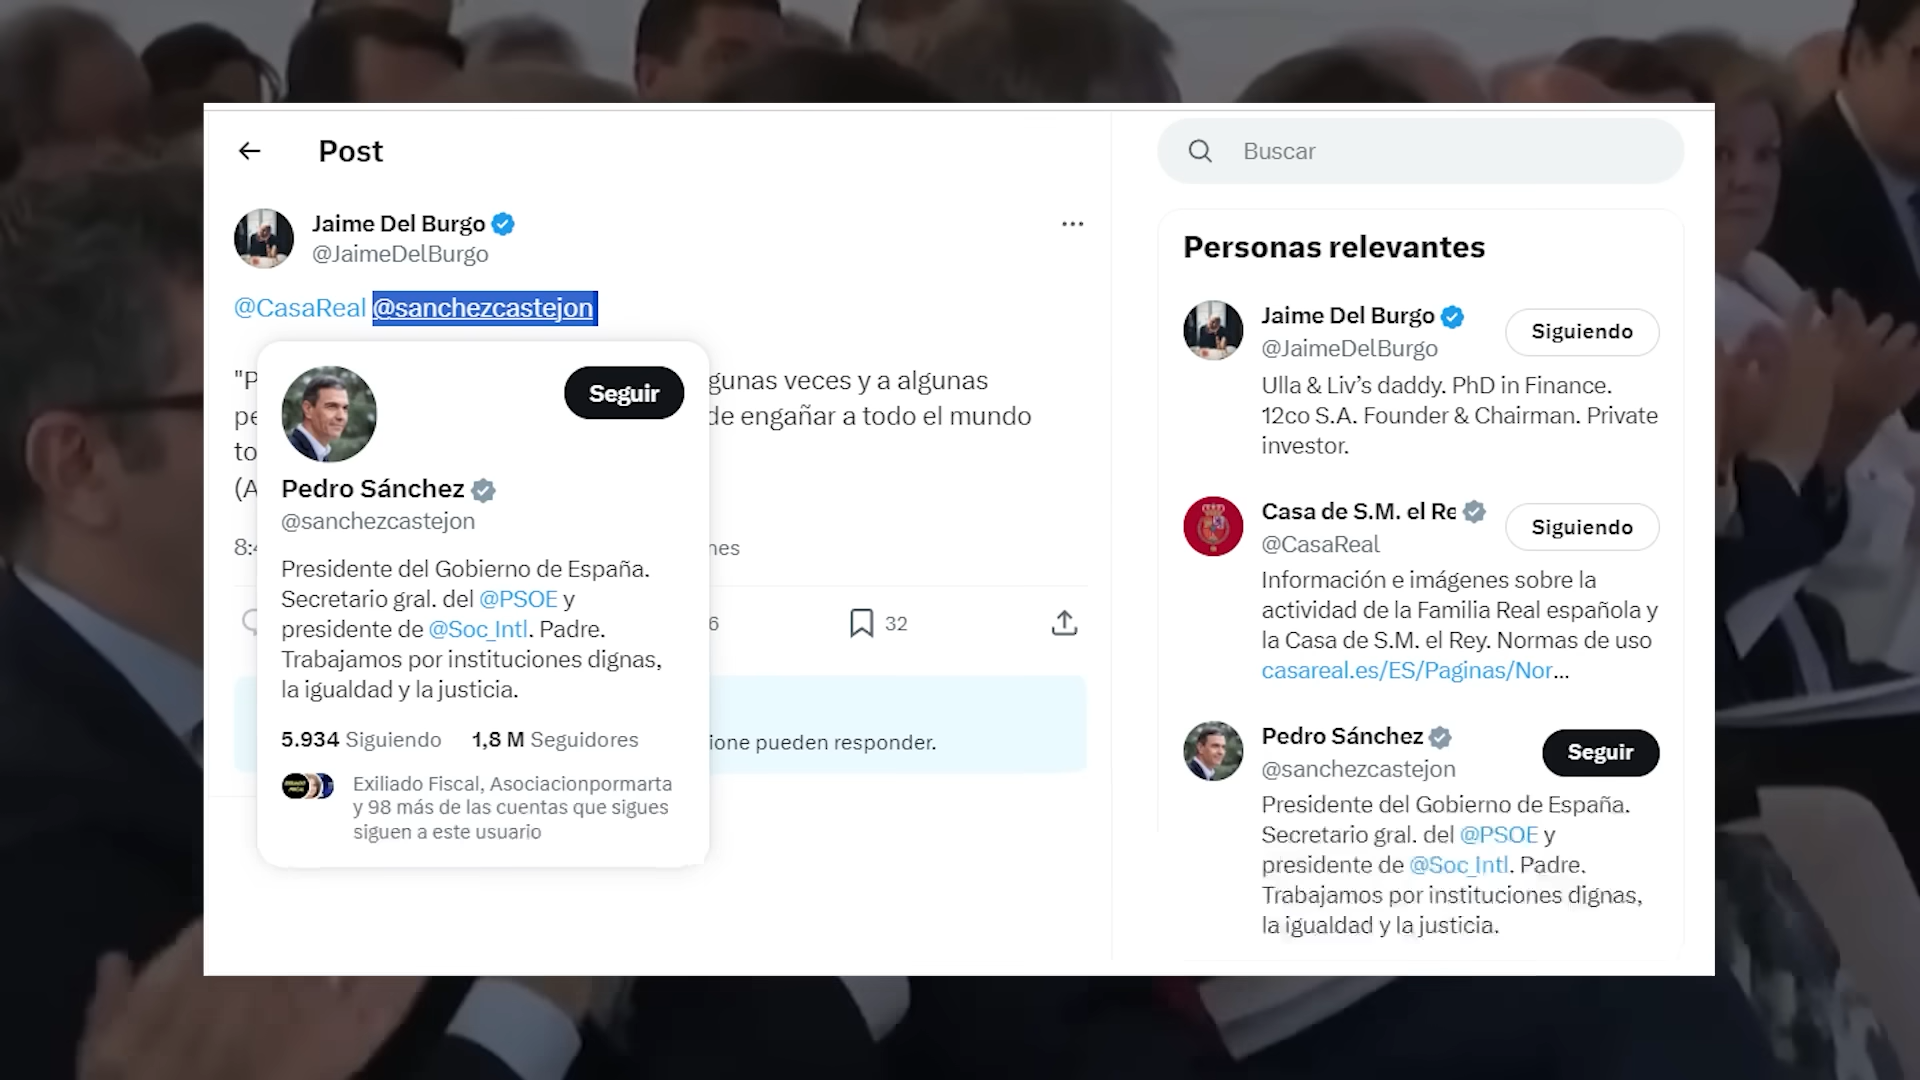 Post
Jaime Del Burgo
@JaimeDelBurgo
@CasaReal @sanchezcastejon
gunas veces y a algunas
de engañar a todo el mundo
to
(A
8:4
nes
6
32
ione pueden responder.
Seguir
Pedro Sánchez
@sanchezcastejon
Presidente del Gobierno de España.
Secretario gral. del @PSOE y
presidente de @Soc_Intl. Padre.
Trabajamos por instituciones dignas,
la igualdad y la justicia.
5.934 Siguiendo 1,8 M Seguidores
Exiliado Fiscal, Asociacionpormarta
y 98 más de las cuentas que sigues
siguen a este usuario
Buscar
Personas relevantes
Jaime Del Burgo
@JaimeDelBurgo
Siguiendo
Ulla & Liv's daddy. PhD in Finance.
12co S.A. Founder & Chairman. Private
investor.
Casa de S.M. el Re
@CasaReal
Siguiendo
Información e imágenes sobre la
actividad de la Familia Real española y
la Casa de S.M. el Rey. Normas de uso
casareal.es/ES/Paginas/Nor...
Pedro Sánchez
@sanchezcastejon
Seguir
Presidente del Gobierno de España.
Secretario gral. del @PSOE y
presidente de @Soc_Intl. Padre.
Trabajamos por instituciones dignas,
la igualdad y la justicia.